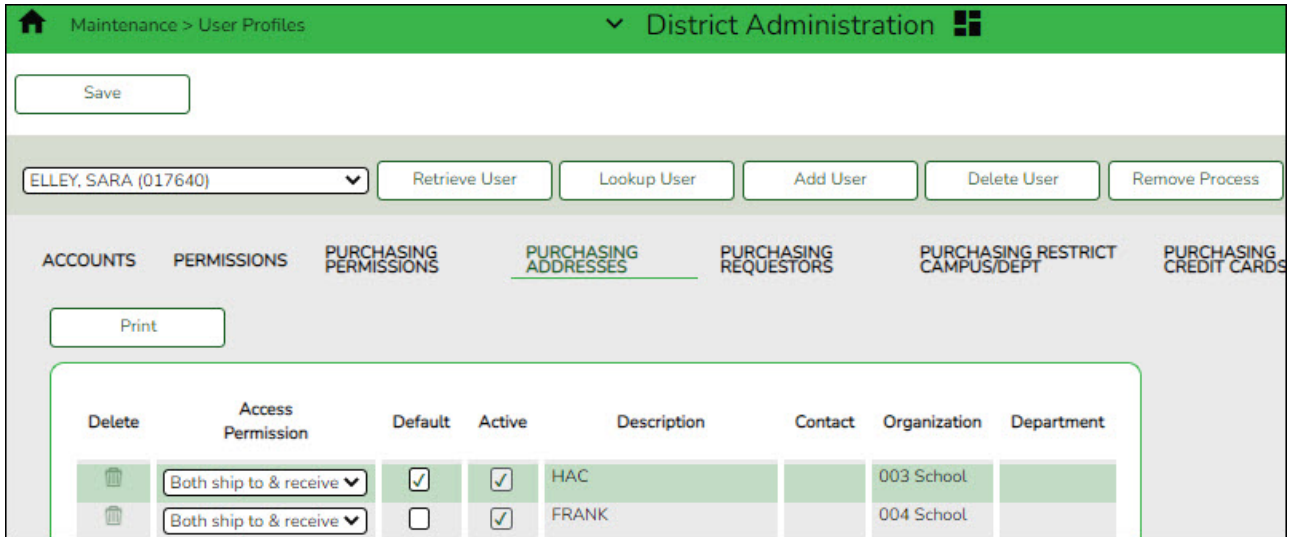 Maintenance > User Profiles
District Administration
Save
ELLEY, SARA (017640)
Retrieve User
Lookup User
Add User
Delete User
Remove Process
ACCOUNTS
PERMISSIONS
PURCHASING
PERMISSIONS
PURCHASING
ADDRESSES
PURCHASING
REQUESTORS
PURCHASING RESTRICT
CAMPUS/DEPT
PURCHASING
CREDIT CARDS
Print
Delete
Access
Permission
Default
Active
Description
Contact
Organization
Department
Both ship to & receive
HAC
003 School
Both ship to & receive
FRANK
004 School